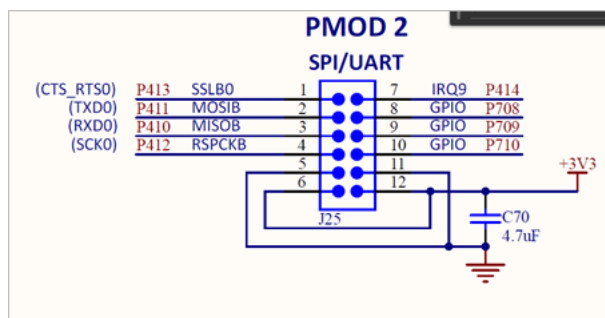 PMOD 2
SPI/UART
(CTS_RTS0) P413 SSLB0 1 7 IRQ9 P414
(TXD0) P411 MOSIB 2 8 GPIO P708
(RXD0) P410 MISOB 3 9 GPIO P709
(SCK0) P412 RSPCKB 4 10 GPIO P710
5 11
6 12 +3V3
J25 C70
4.7uF